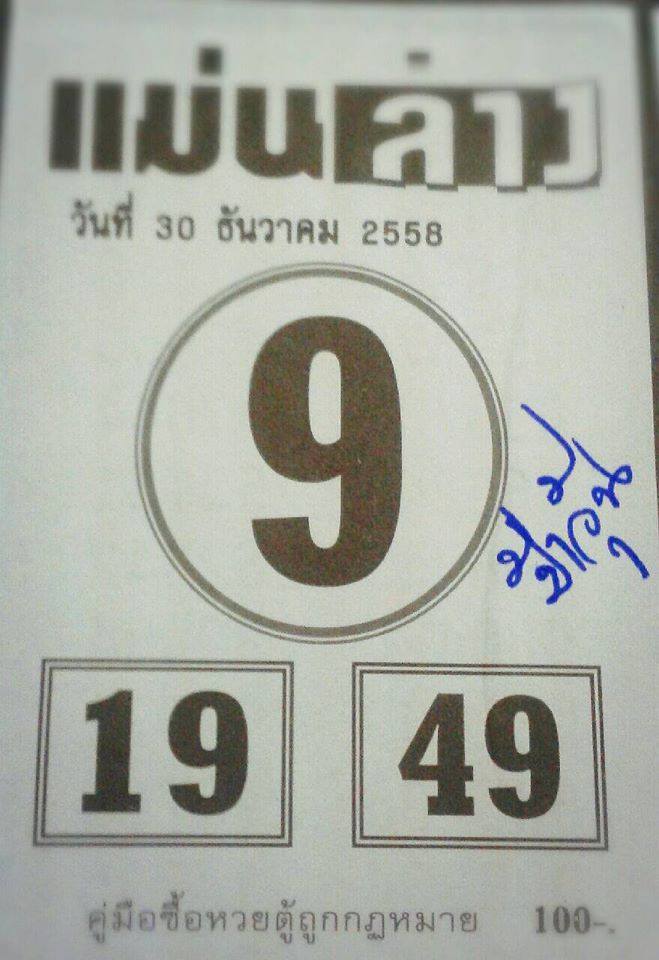 แม่นล่าง
วันที่ 30 ธันวาคม 2558
9
19 49
คู่มือซื้อหวยตู้ถูกกฎหมาย 100-.